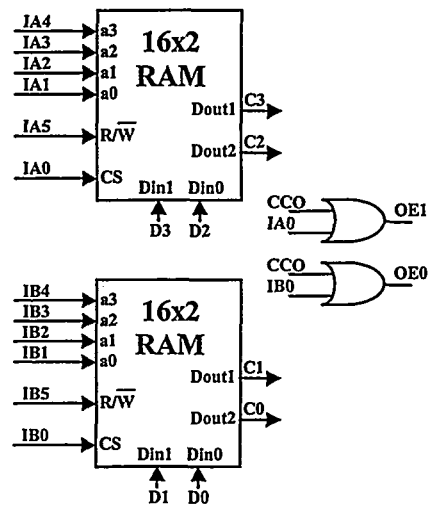 IA4 a3
IA3 a2
IA2 a1
IA1 a0
16x2
RAM
Dout1 C3
Dout2 C2
IA5 R/W̅
IA0 CS
Din1 Din0
D3 D2
CCO
IA0
OE1
CCO
IB0
OE0
IB4 a3
IB3 a2
IB2 a1
IB1 a0
16x2
RAM
Dout1 C1
Dout2 C0
IB5 R/W̅
IB0 CS
Din1 Din0
D1 D0